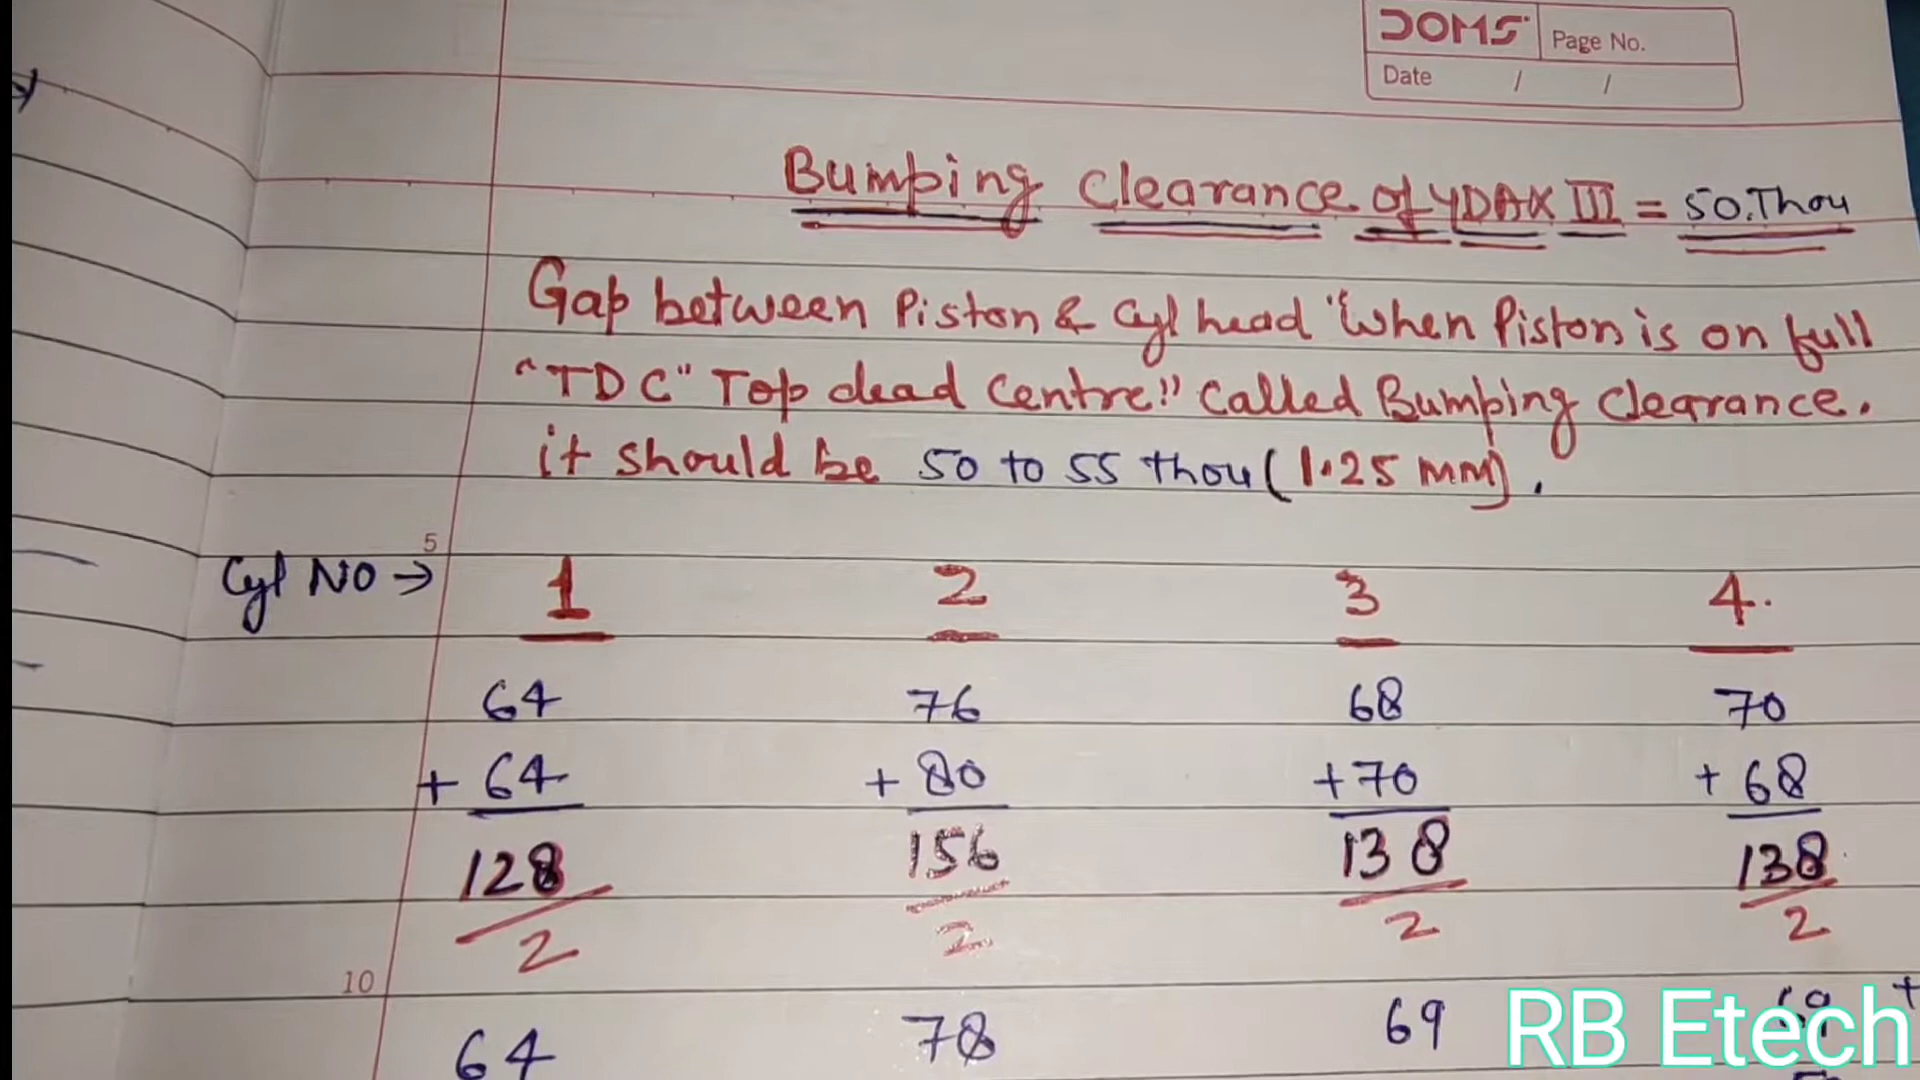 DOMS Page No.
Date / /
Bumping Clearance of YDAX III = 50.Thou
Gap between Piston & Cyl head "When Piston is on full
"TDC" Top dead Centre!" Called Bumping Clearance.
it should be 50 to 55 thou (1.25 mm).
5
Cyl NO → 1 2 3 4.
64 76 68 70
+ 64 + 80 + 70 + 68
128 156 138 138
2 2 2 2
10
64 78 69 69 +
RB Etech